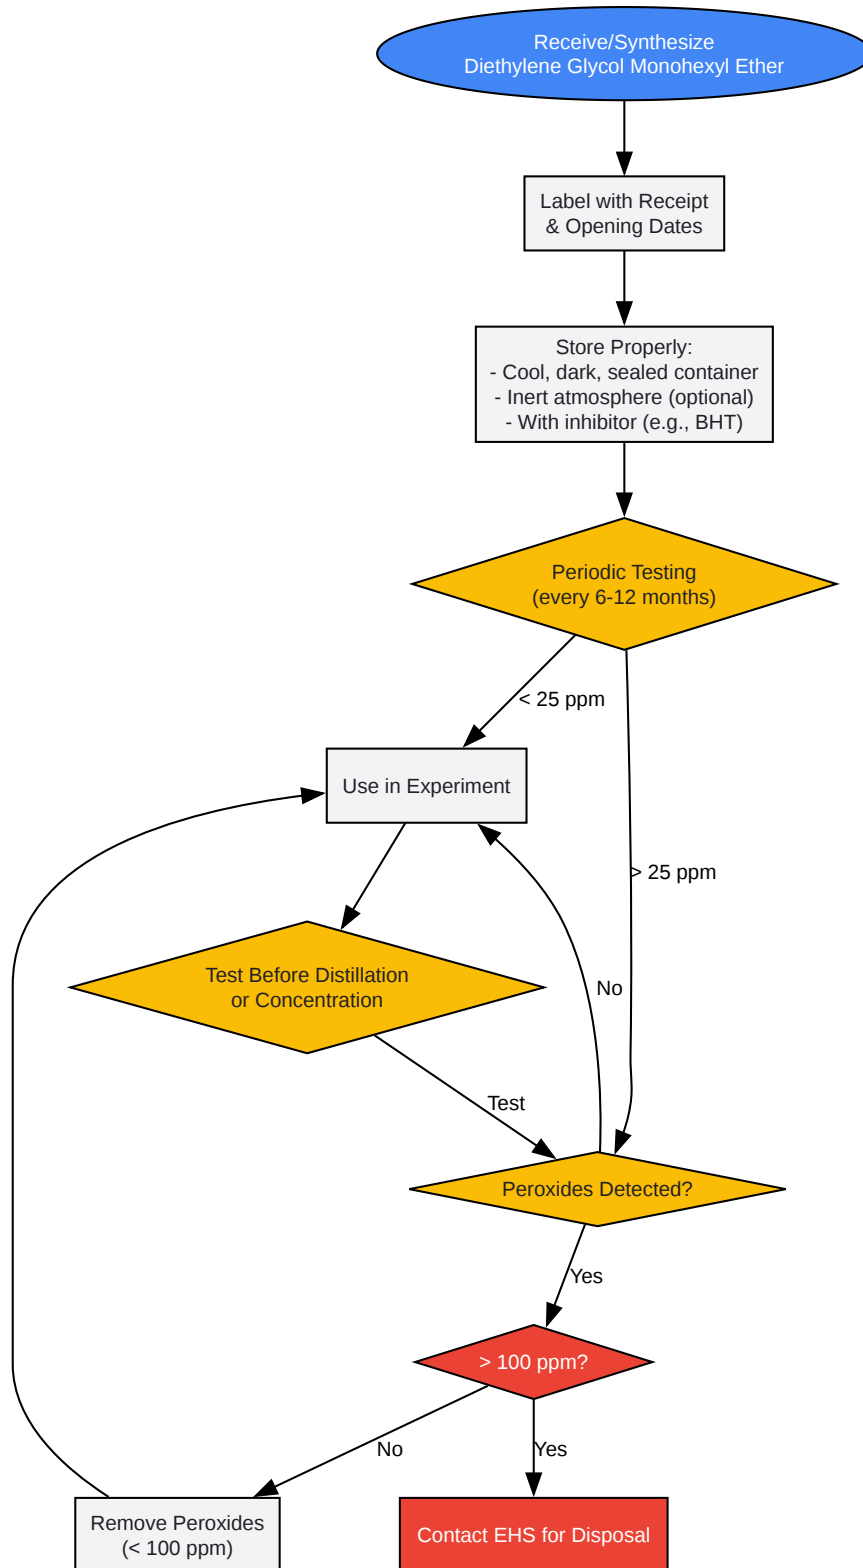 Receive/Synthesize
Diethylene Glycol Monohexyl Ether
Label with Receipt
& Opening Dates
Store Properly:
- Cool, dark, sealed container
- Inert atmosphere (optional)
- With inhibitor (e.g., BHT)
Periodic Testing
(every 6-12 months)
< 25 ppm
Use in Experiment
> 25 ppm
Test Before Distillation
or Concentration
No
Test
Peroxides Detected?
Yes
> 100 ppm?
No
Yes
Remove Peroxides
(< 100 ppm)
Contact EHS for Disposal